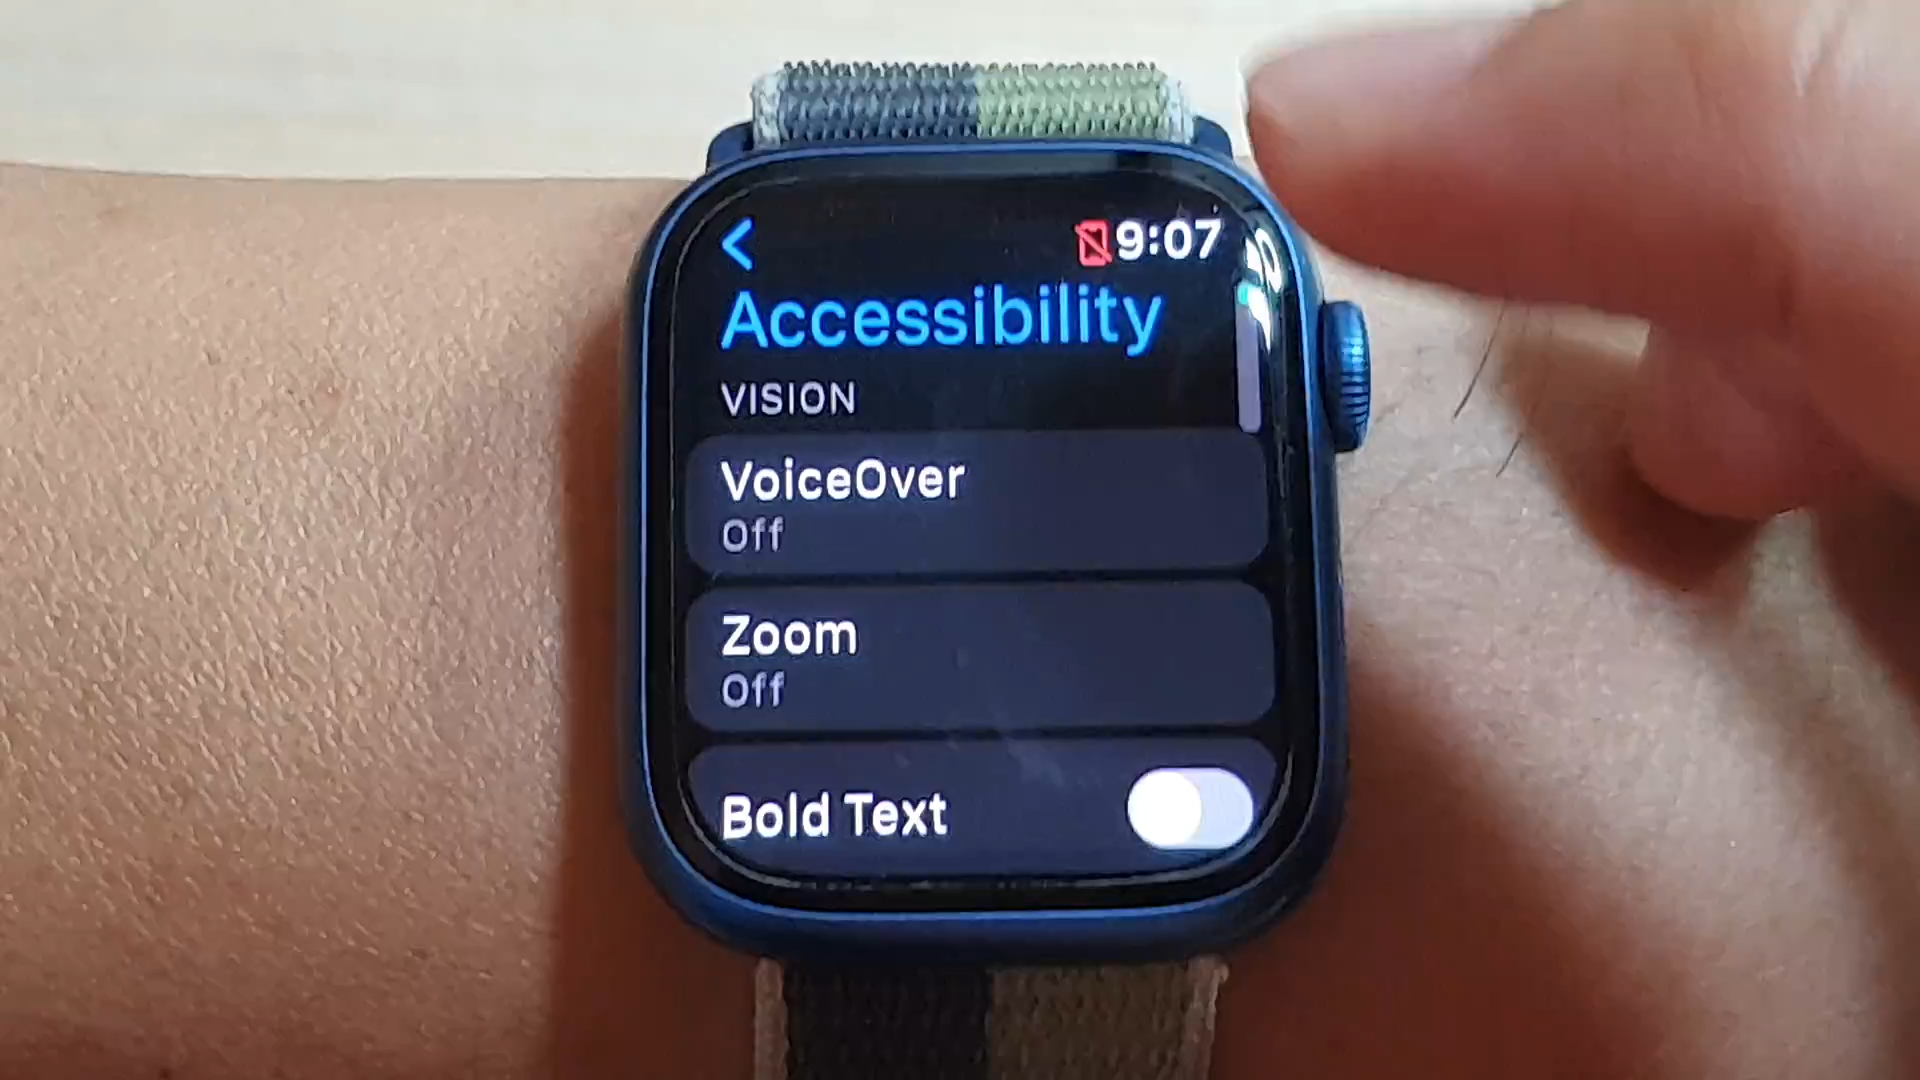 9:07
Accessibility
VISION
VoiceOver
Off
Zoom
Off
Bold Text